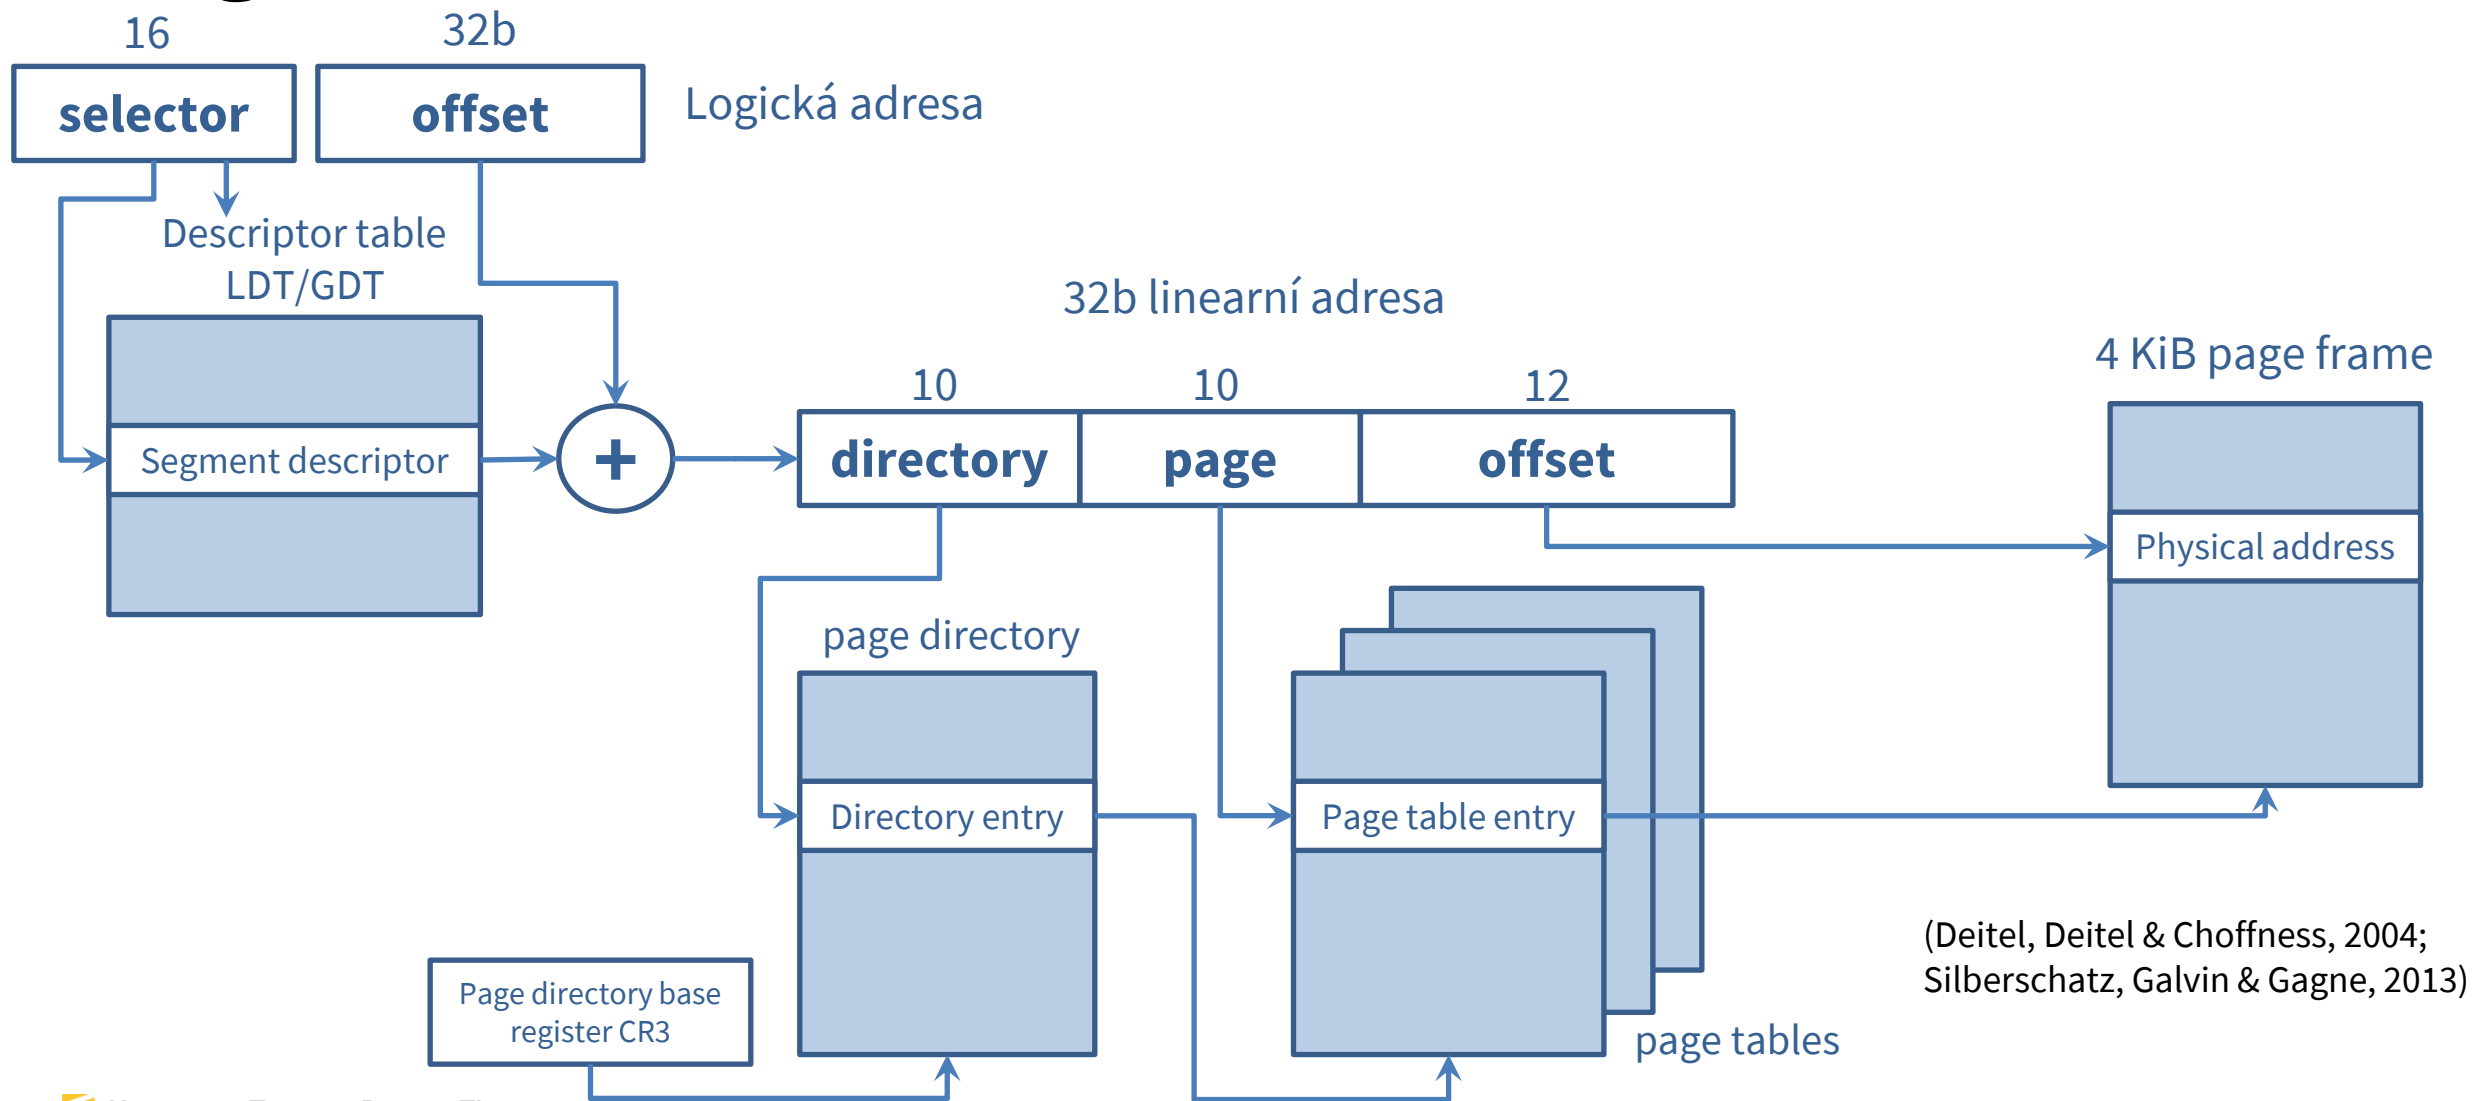 16
32b
selector
offset
Logická adresa
Descriptor table
LDT/GDT
32b linearní adresa
4 KiB page frame
10
10
12
Segment descriptor
+
directory
page
offset
Physical address
page directory
Directory entry
Page table entry
(Deitel, Deitel & Choffness, 2004;
Silberschatz, Galvin & Gagne, 2013)
Page directory base
register CR3
page tables